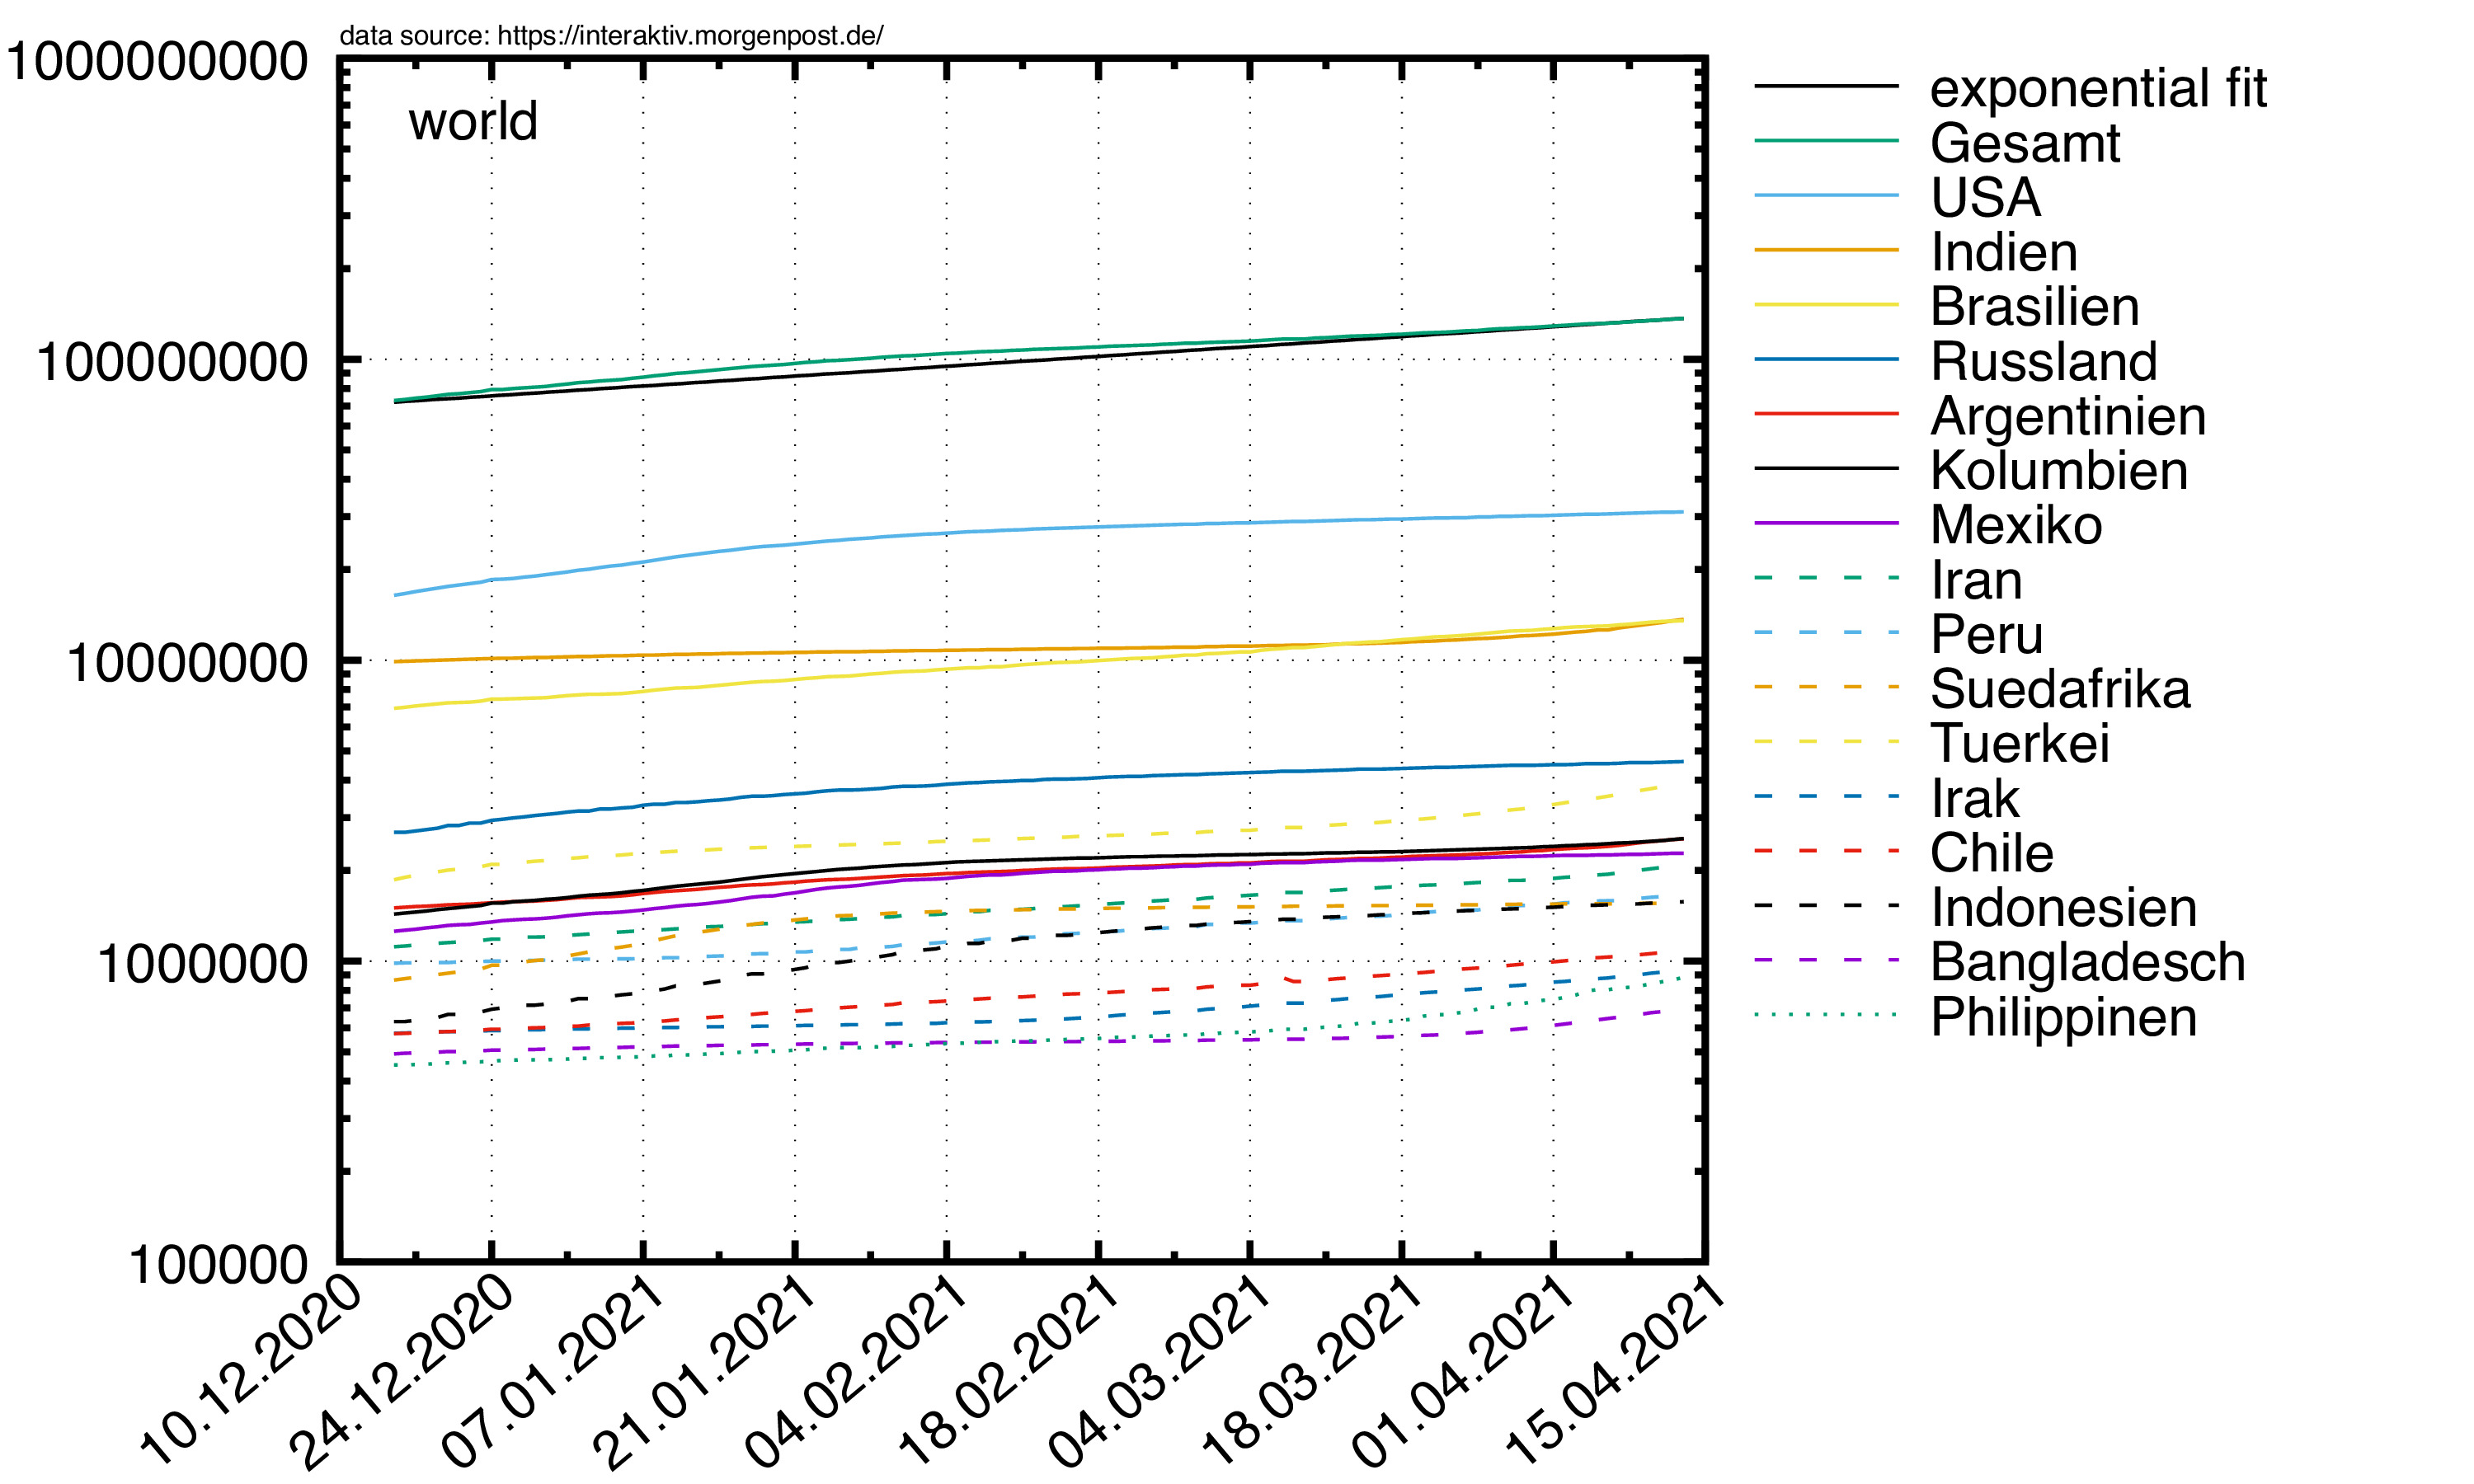 data source: https://interaktiv.morgenpost.de/
world
1000000000
100000000
10000000
1000000
100000
10.12.2020
24.12.2020
07.01.2021
21.01.2021
04.02.2021
18.02.2021
04.03.2021
18.03.2021
01.04.2021
15.04.2021
exponential fit
Gesamt
USA
Indien
Brasilien
Russland
Argentinien
Kolumbien
Mexiko
Iran
Peru
Suedafrika
Tuerkei
Irak
Chile
Indonesien
Bangladesch
Philippinen